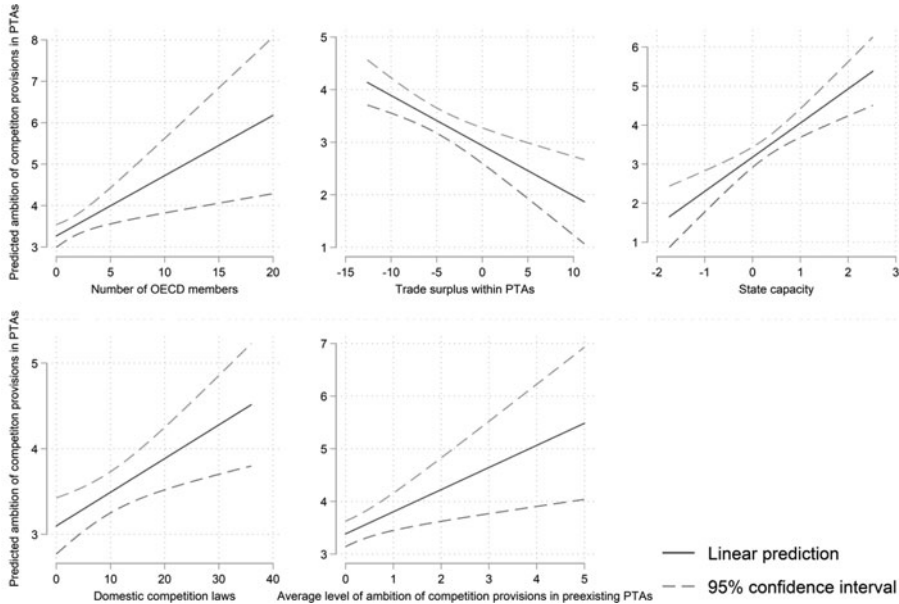 Predicted ambition of competiton provisions in PTAs
8
7
6
5
4
3
0 5 10 15 20
Number of OECD members
5
4
3
2
1
-15 -10 -5 0 5 10
Trade surplus within PTAs
6
5
4
3
2
1
-2 -1 0 1 2 3
State capacity
Predicted ambition of competiton provisions in PTAs
5
4
3
0 10 20 30 40
Domestic competition laws
7
6
5
4
3
0 1 2 3 4 5
Average level of ambition of competition provisions in preexisting PTAs
Linear prediction
95% confidence interval